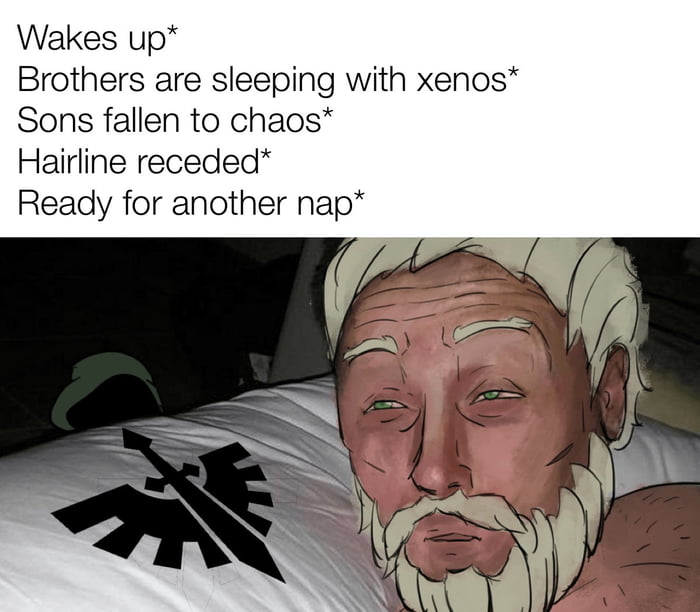 Wakes up*
Brothers are sleeping with xenos*
Sons fallen to chaos*
Hairline receded*
Ready for another nap*